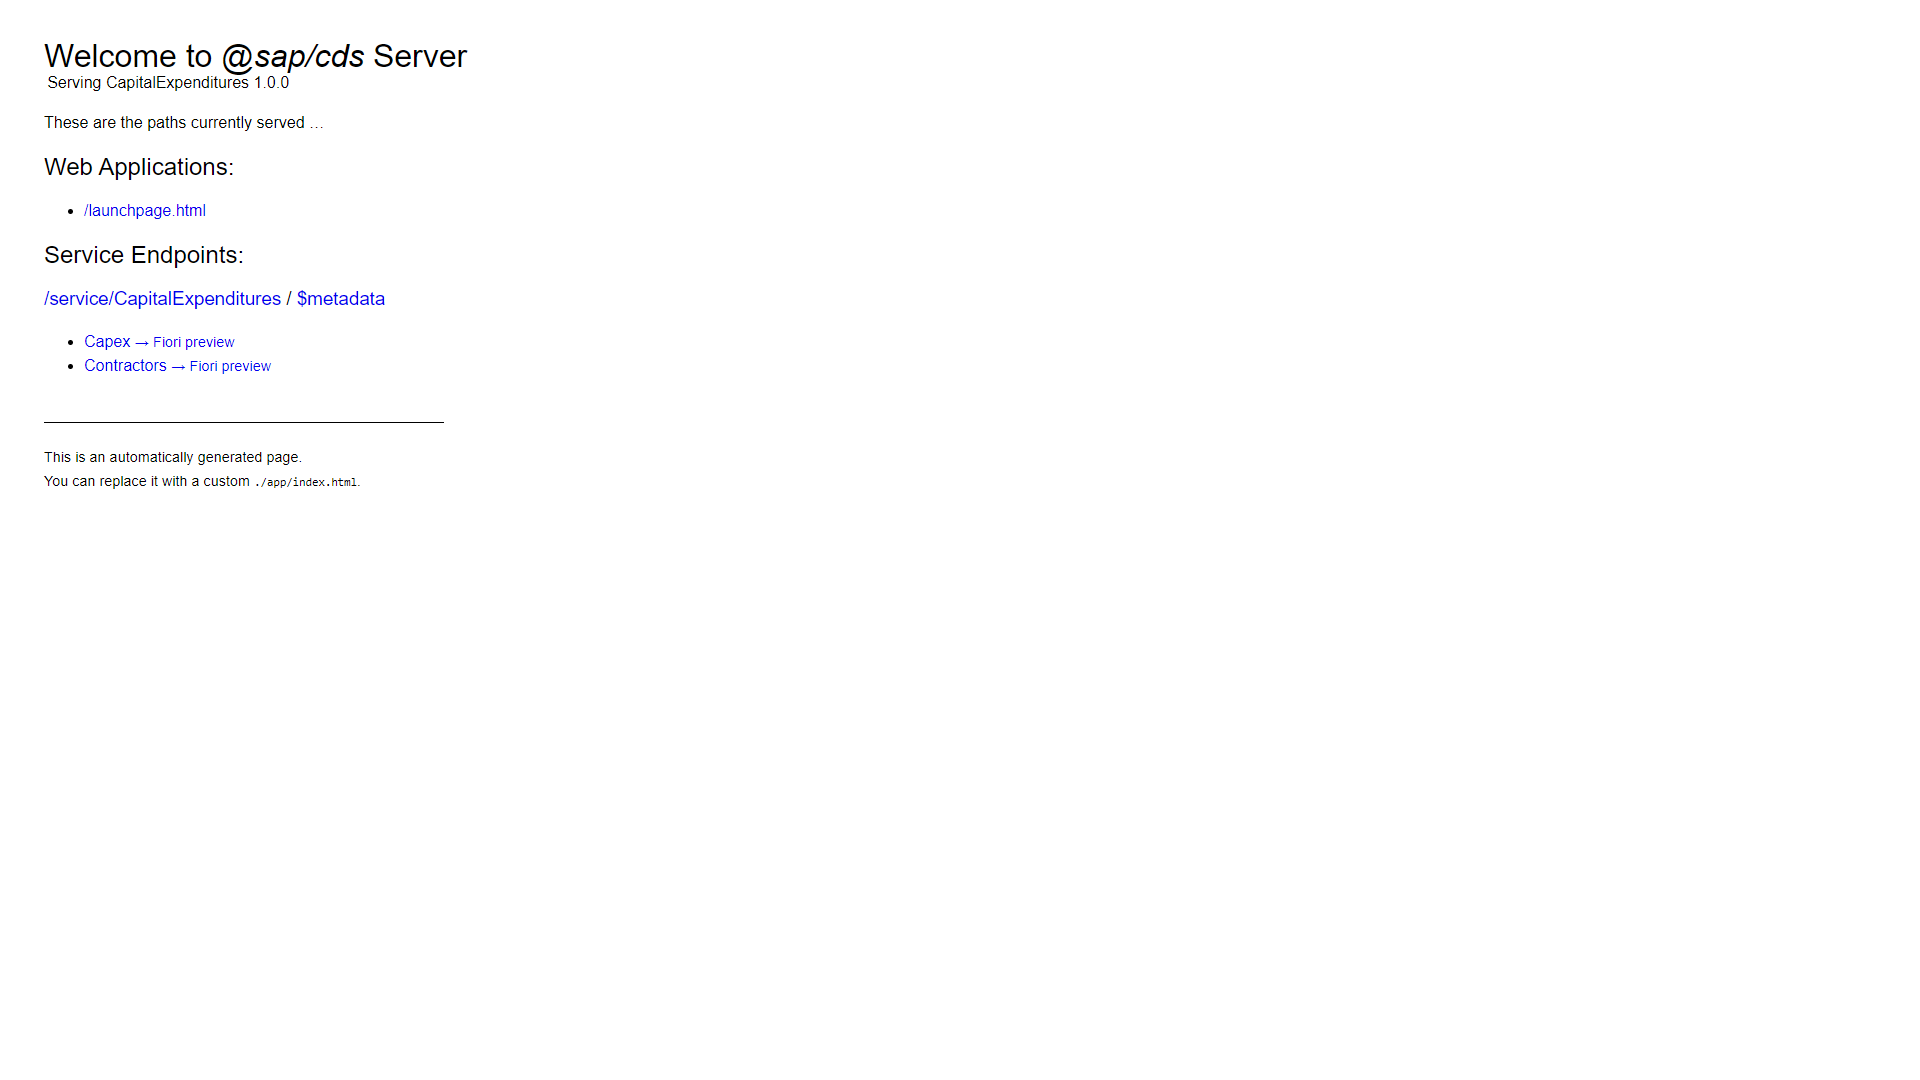 Welcome to @sap/cds Server
Serving CapitalExpenditures 1.0.0
These are the paths currently served …
Web Applications:
• /launchpage.html
Service Endpoints:
/service/CapitalExpenditures / $metadata
• Capex → Fiori preview
• Contractors → Fiori preview
This is an automatically generated page.
You can replace it with a custom ./app/index.html.